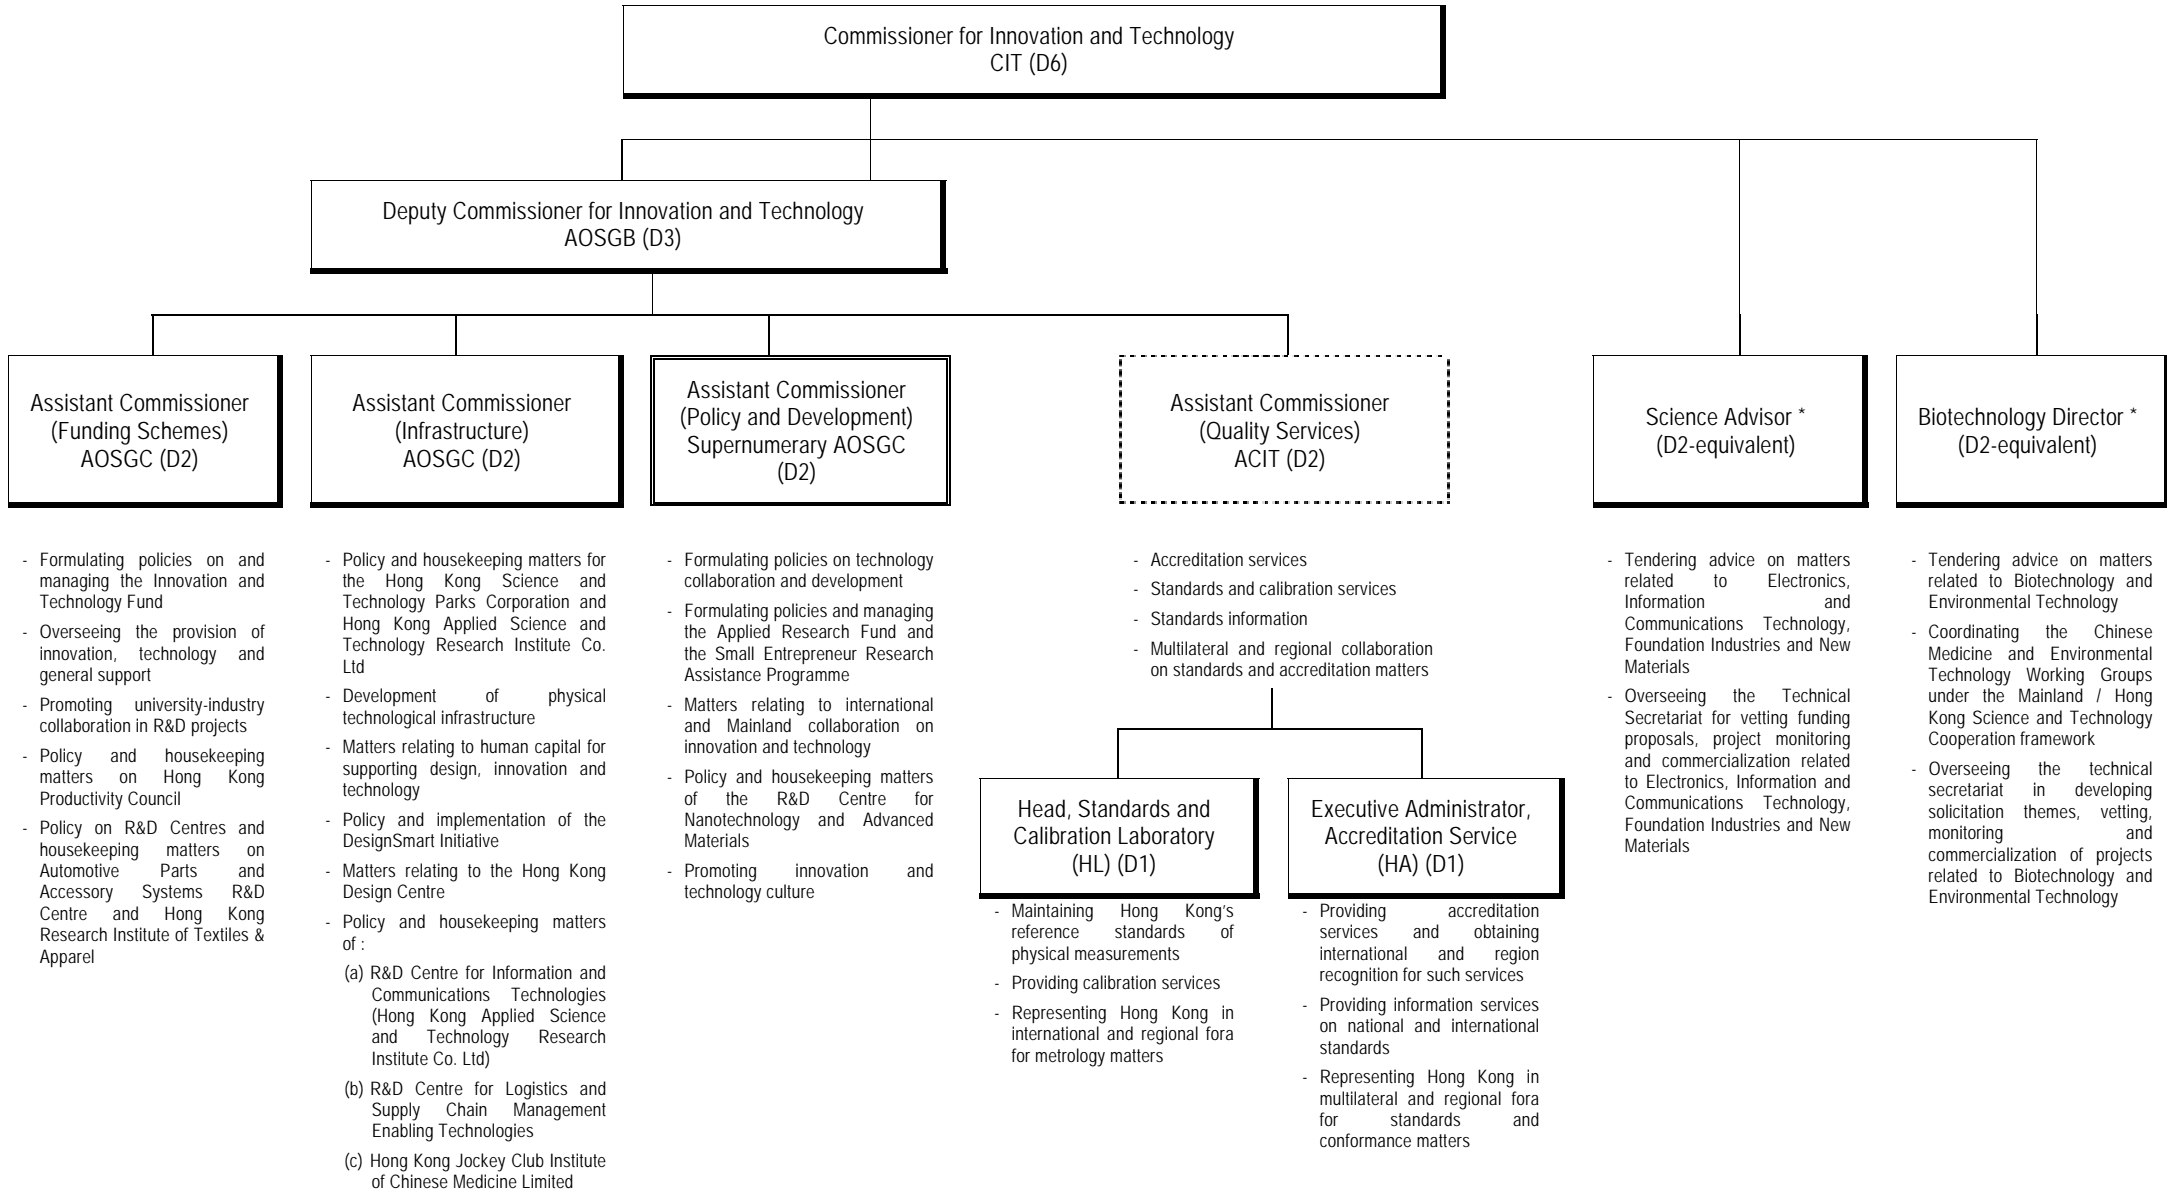 Commissioner for Innovation and Technology
CIT (D6)
Deputy Commissioner for Innovation and Technology
AOSGB (D3)
Assistant Commissioner
(Funding Schemes)
AOSGC (D2)
Assistant Commissioner
(Infrastructure)
AOSGC (D2)
Assistant Commissioner
(Policy and Development)
Supernumerary AOSGC
(D2)
Assistant Commissioner
(Quality Services)
ACIT (D2)
Science Advisor *
(D2-equivalent)
Biotechnology Director *
(D2-equivalent)
- Formulating policies on and
managing the Innovation and
Technology Fund
- Overseeing the provision of
innovation, technology and
general support
- Promoting university-industry
collaboration in R&D projects
- Policy and housekeeping
matters on Hong Kong
Productivity Council
- Policy on R&D Centres and
housekeeping matters on
Automotive Parts and
Accessory Systems R&D
Centre and Hong Kong
Research Institute of Textiles &
Apparel
- Policy and housekeeping matters for
the Hong Kong Science and
Technology Parks Corporation and
Hong Kong Applied Science and
Technology Research Institute Co.
Ltd
- Development of physical
technological infrastructure
- Matters relating to human capital for
supporting design, innovation and
technology
- Policy and implementation of the
DesignSmart Initiative
- Matters relating to the Hong Kong
Design Centre
- Policy and housekeeping matters
of :
(a) R&D Centre for Information and
Communications Technologies
(Hong Kong Applied Science
and Technology Research
Institute Co. Ltd)
(b) R&D Centre for Logistics and
Supply Chain Management
Enabling Technologies
(c) Hong Kong Jockey Club Institute
of Chinese Medicine Limited
- Formulating policies on technology
collaboration and development
- Formulating policies and managing
the Applied Research Fund and
the Small Entrepreneur Research
Assistance Programme
- Matters relating to international
and Mainland collaboration on
innovation and technology
- Policy and housekeeping matters
of the R&D Centre for
Nanotechnology and Advanced
Materials
- Promoting innovation and
technology culture
- Accreditation services
- Standards and calibration services
- Standards information
- Multilateral and regional collaboration
on standards and accreditation matters
Head, Standards and
Calibration Laboratory
(HL) (D1)
- Maintaining Hong Kong's
reference standards of
physical measurements
- Providing calibration services
- Representing Hong Kong in
international and regional fora
for metrology matters
Executive Administrator,
Accreditation Service
(HA) (D1)
- Providing accreditation
services and obtaining
international and region
recognition for such services
- Providing information services
on national and international
standards
- Representing Hong Kong in
multilateral and regional fora
for standards and
conformance matters
- Tendering advice on matters
related to Electronics,
Information and
Communications Technology,
Foundation Industries and New
Materials
- Overseeing the Technical
Secretariat for vetting funding
proposals, project monitoring
and commercialization related
to Electronics, Information and
Communications Technology,
Foundation Industries and New
Materials
- Tendering advice on matters
related to Biotechnology and
Environmental Technology
- Coordinating the Chinese
Medicine and Environmental
Technology Working Groups
under the Mainland / Hong
Kong Science and Technology
Cooperation framework
- Overseeing the technical
secretariat in developing
solicitation themes, vetting,
monitoring and
commercialization of projects
related to Biotechnology and
Environmental Technology